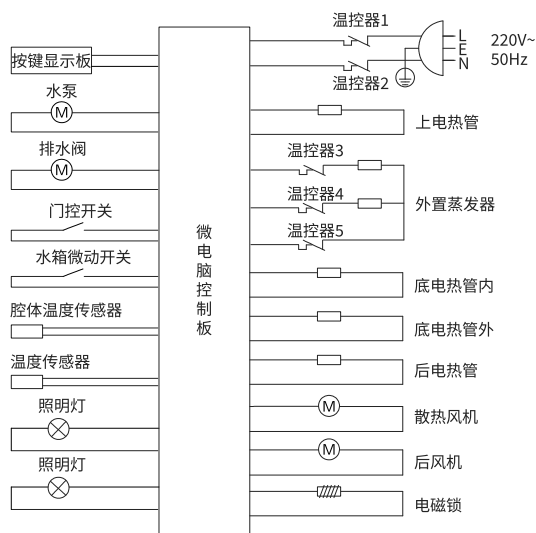 温控器1
L
E
N
220V~
50Hz
温控器2
按键显示板
水泵
M
上电热管
排水阀
M
温控器3
温控器4
外置蒸发器
温控器5
门控开关
水箱微动开关
微电脑控制板
底电热管内
腔体温度传感器
底电热管外
温度传感器
后电热管
照明灯
M
散热风机
照明灯
M
后风机
电磁锁